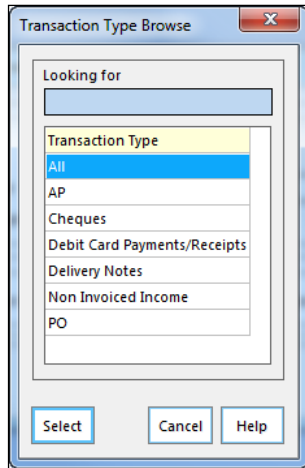 Transaction Type Browse
Looking for
Transaction Type
All
AP
Cheques
Debit Card Payments/Receipts
Delivery Notes
Non Invoiced Income
PO
Select Cancel Help